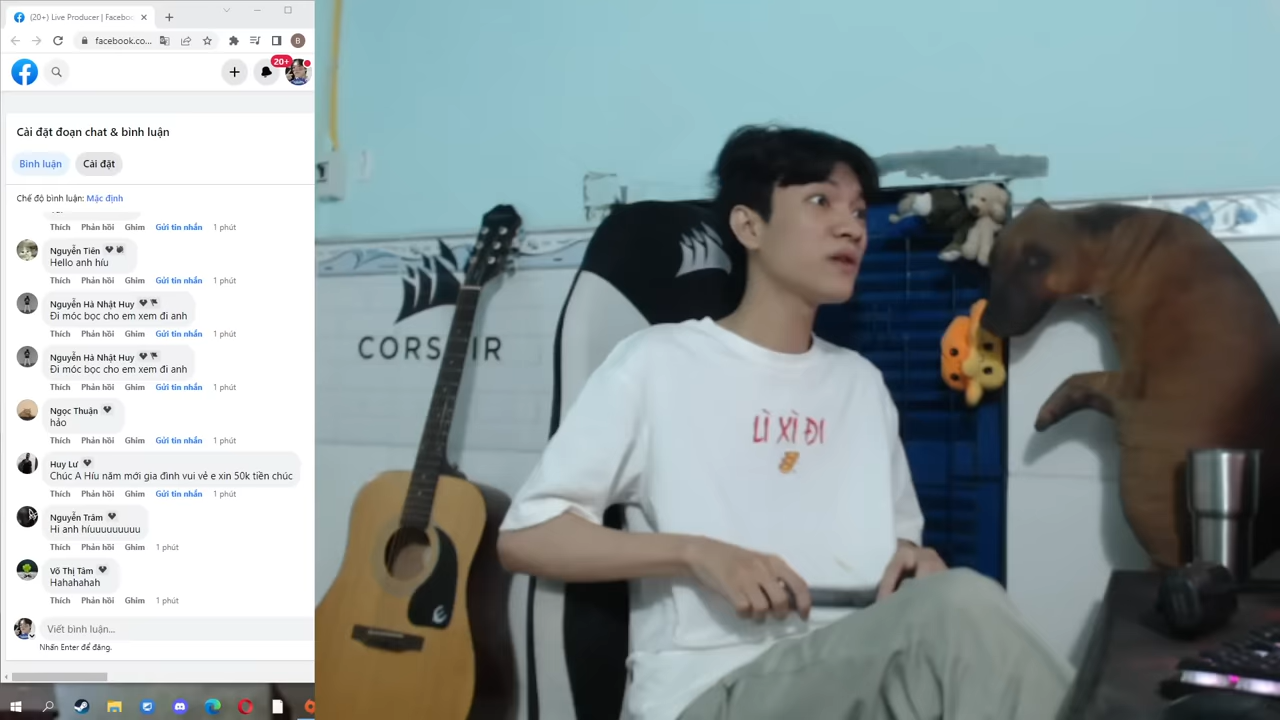 (20+) Live Producer | Facebook
facebook.co...
20+
B
Cài đặt đoạn chat & bình luận
Bình luận
Cài đặt
Chế độ bình luận: Mặc định
Thích Phản hồi Ghim Gửi tin nhắn 1 phút
Nguyễn Tiên
Hello anh híu
Thích Phản hồi Ghim Gửi tin nhắn 1 phút
Nguyễn Hà Nhật Huy
Đi móc bọc cho em xem đi anh
Thích Phản hồi Ghim Gửi tin nhắn 1 phút
Nguyễn Hà Nhật Huy
Đi móc bọc cho em xem đi anh
Thích Phản hồi Ghim Gửi tin nhắn 1 phút
Ngọc Thuận
hảo
Thích Phản hồi Ghim Gửi tin nhắn 1 phút
Huy Lư
Chúc A Híu năm mới gia đình vui vẻ e xin 50k tiền chúc
Thích Phản hồi Ghim Gửi tin nhắn 1 phút
Nguyễn Trâm
Hi anh híuuuuuuuuu
Thích Phản hồi Ghim 1 phút
Võ Thị Tâm
Hahahahah
Thích Phản hồi Ghim 1 phút
Viết bình luận...
Nhấn Enter để đăng.
CORSAIR
LÌ XÌ ĐI